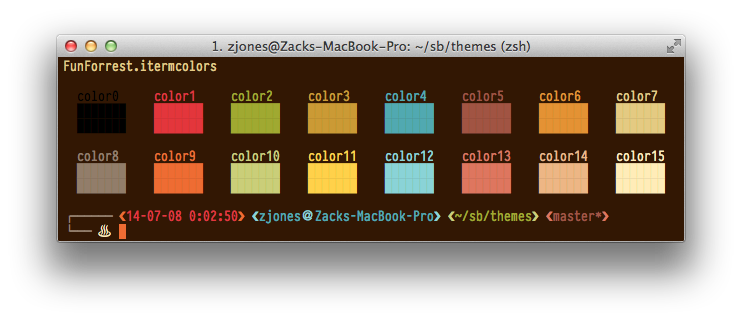 1. zjones@Zacks-MacBook-Pro: ~/sb/themes (zsh)
FunForrest.itermcolors
color0 color1 color2 color3 color4 color5 color6 color7
color8 color9 color10 color11 color12 color13 color14 color15
❮14-07-08 0:02:50❯ ❮zjones@Zacks-MacBook-Pro❯ ❮~/sb/themes❯ ❮master*❯
♨